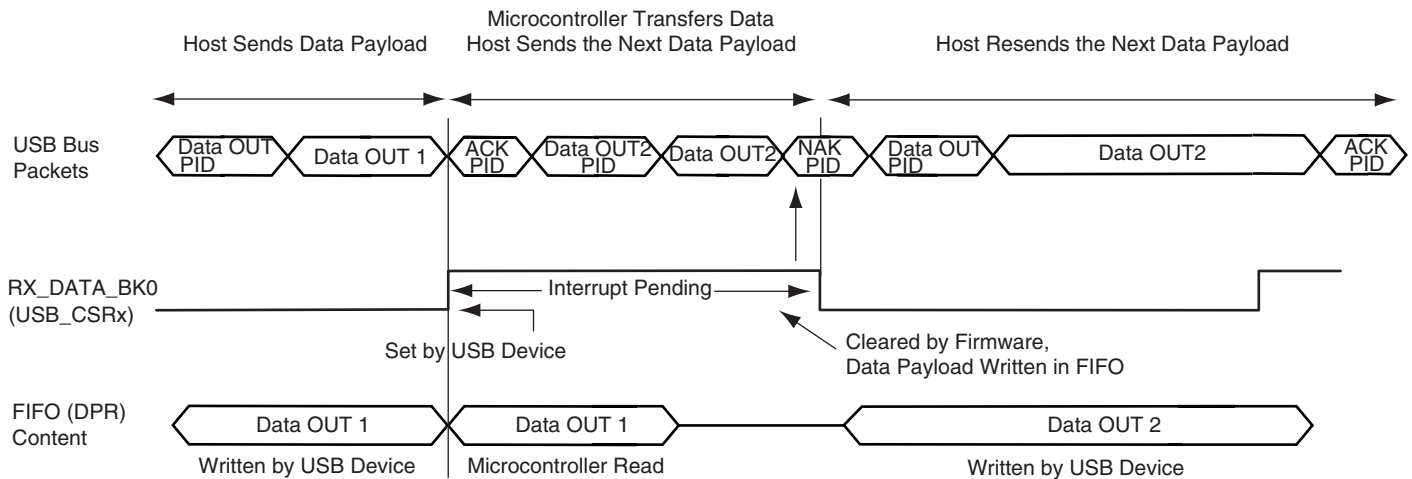 Microcontroller Transfers Data
Host Sends Data Payload
Host Sends the Next Data Payload
Host Resends the Next Data Payload
USB Bus
Packets
Data OUT
PID
Data OUT 1
ACK
PID
Data OUT2
PID
Data OUT2
NAK
PID
Data OUT
PID
Data OUT2
ACK
PID
RX_DATA_BK0
(USB_CSRx)
Interrupt Pending
Set by USB Device
Cleared by Firmware,
Data Payload Written in FIFO
FIFO (DPR)
Content
Data OUT 1
Data OUT 1
Data OUT 2
Written by USB Device
Microcontroller Read
Written by USB Device